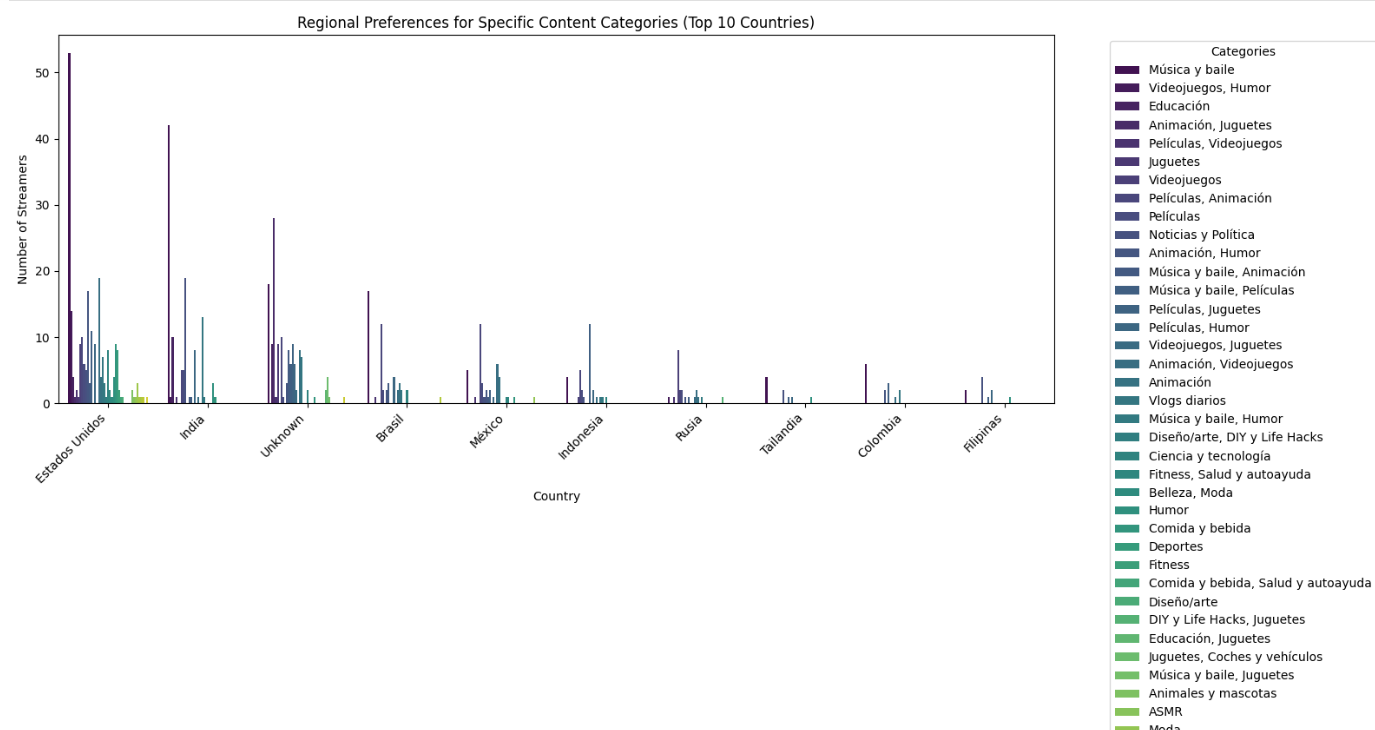 Regional Preferences for Specific Content Categories (Top 10 Countries)
Number of Streamers
50
40
30
20
10
0
Estados Unidos
India
Unknown
Brasil
México
Indonesia
Rusia
Tailandia
Colombia
Filipinas
Country
Categories
Música y baile
Videojuegos, Humor
Educación
Animación, Juguetes
Películas, Videojuegos
Juguetes
Videojuegos
Películas, Animación
Películas
Noticias y Política
Animación, Humor
Música y baile, Animación
Música y baile, Películas
Películas, Juguetes
Películas, Humor
Videojuegos, Juguetes
Animación, Videojuegos
Animación
Vlogs diarios
Música y baile, Humor
Diseño/arte, DIY y Life Hacks
Ciencia y tecnología
Fitness, Salud y autoayuda
Belleza, Moda
Humor
Comida y bebida
Deportes
Fitness
Comida y bebida, Salud y autoayuda
Diseño/arte
DIY y Life Hacks, Juguetes
Educación, Juguetes
Juguetes, Coches y vehículos
Música y baile, Juguetes
Animales y mascotas
ASMR
Moda